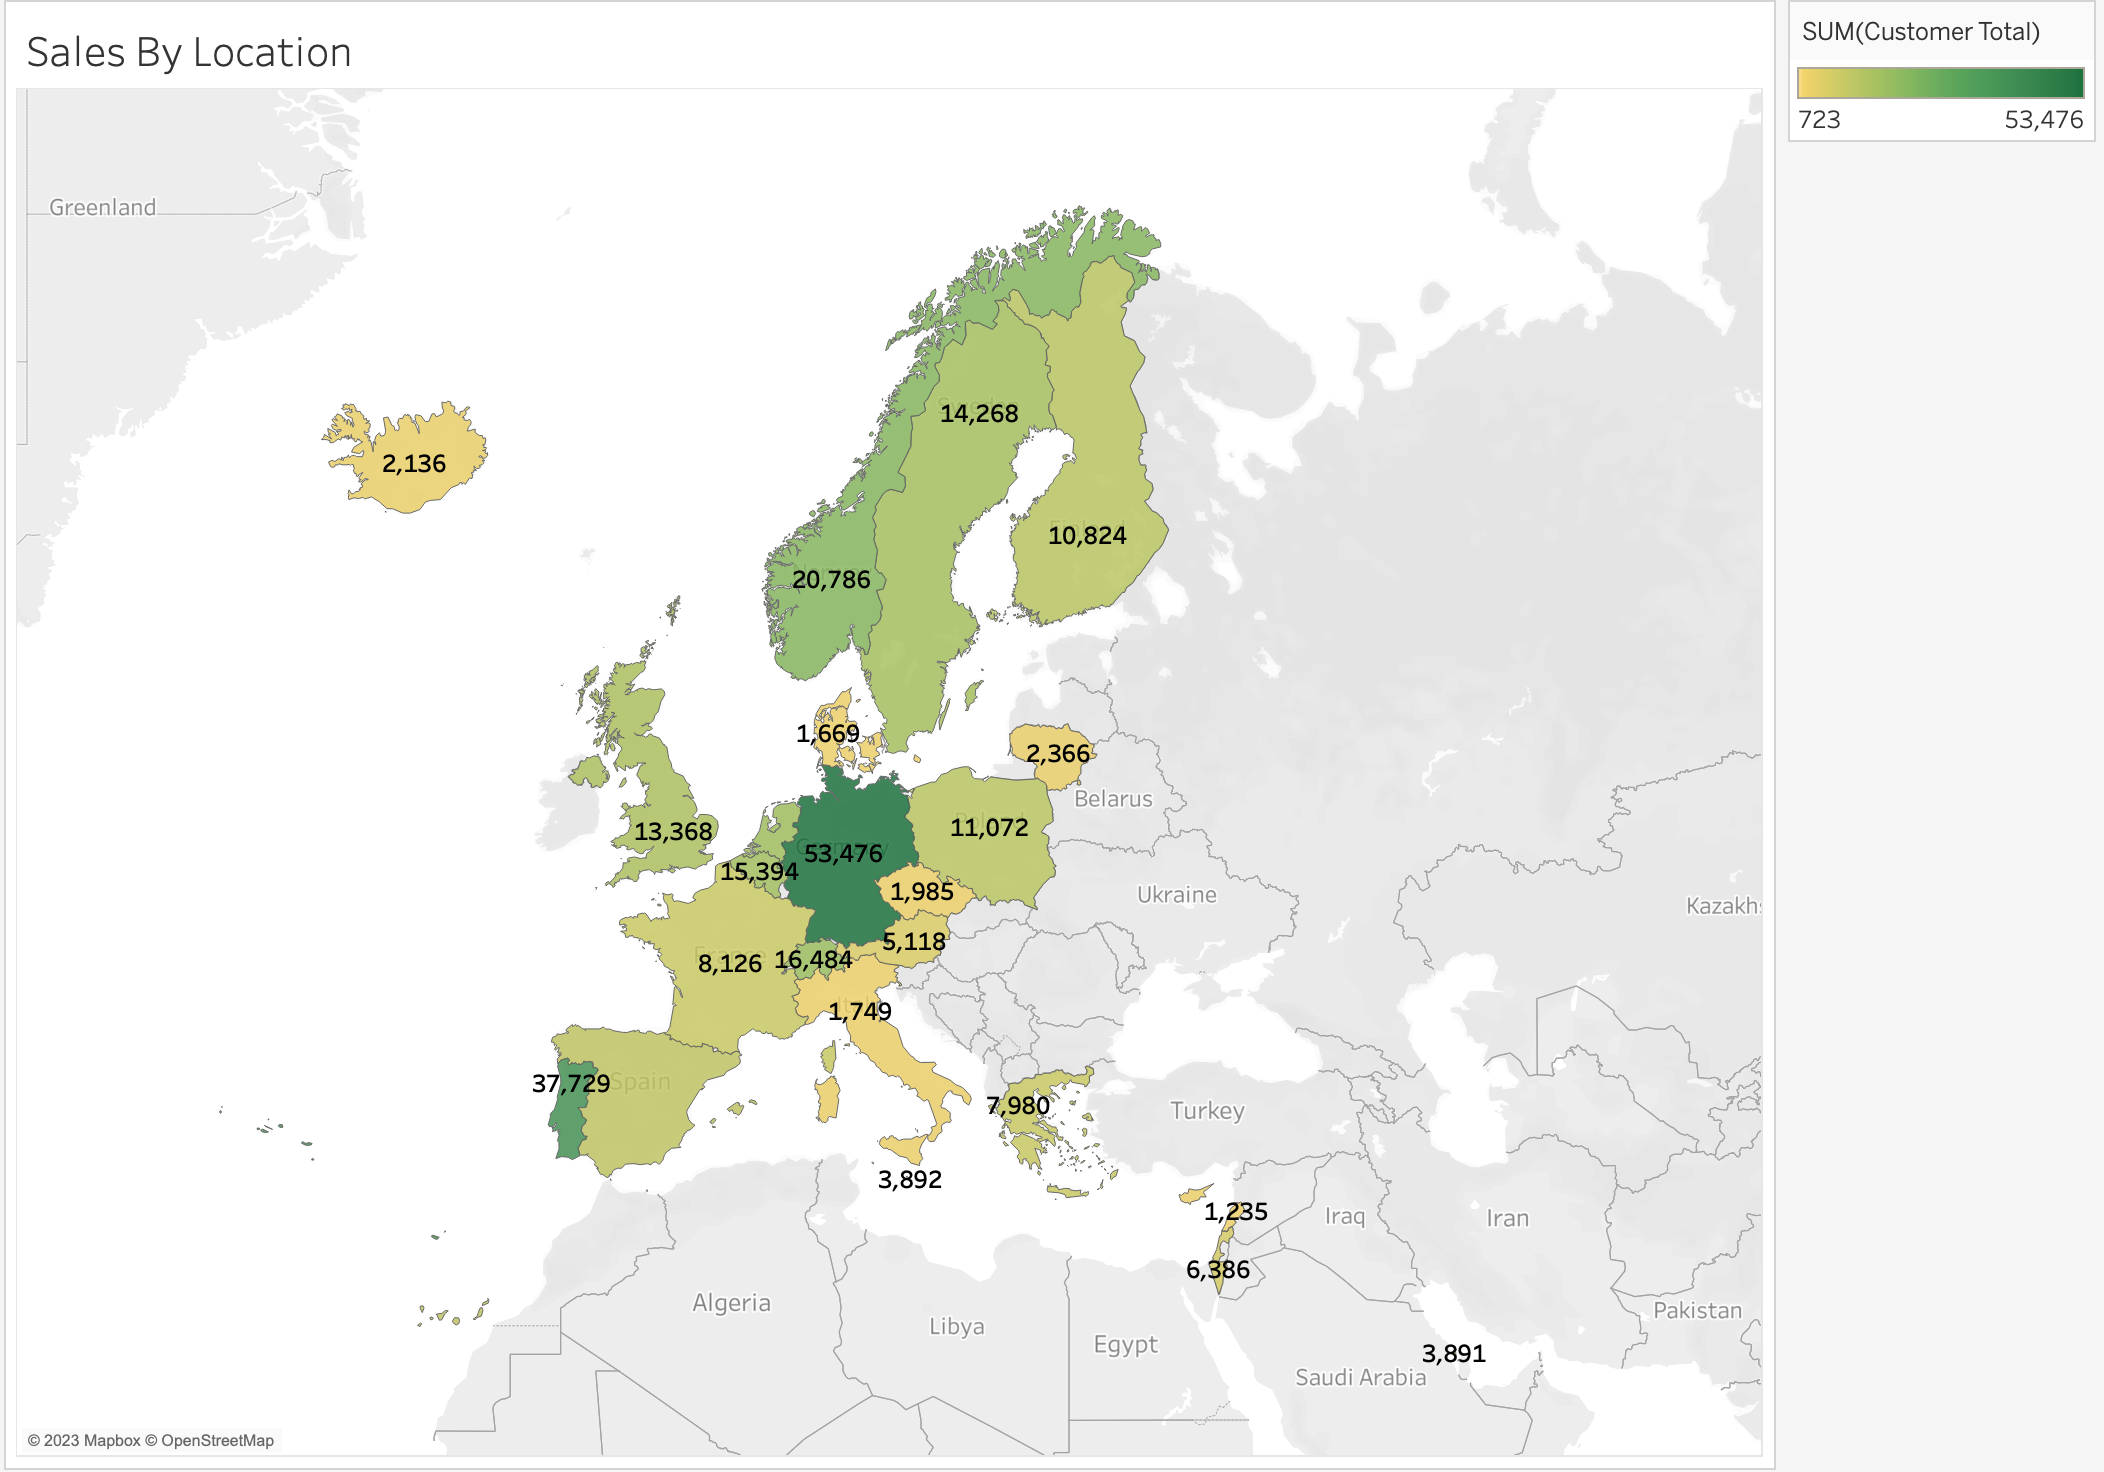 Sales By Location
SUM(Customer Total)
723 53,476
Greenland
14,268
2,136
10,824
20,786
1,669
2,366
Belarus
13,368
11,072
53,476
15,394
1,985
Ukraine
Kazakh
5,118
8,126
16,484
Italy
1,749
37,729
Spain
7,980
Turkey
3,892
1,235
Iraq
Iran
6,386
Algeria
Libya
Egypt
Pakistan
3,891
Saudi Arabia
© 2023 Mapbox © OpenStreetMap